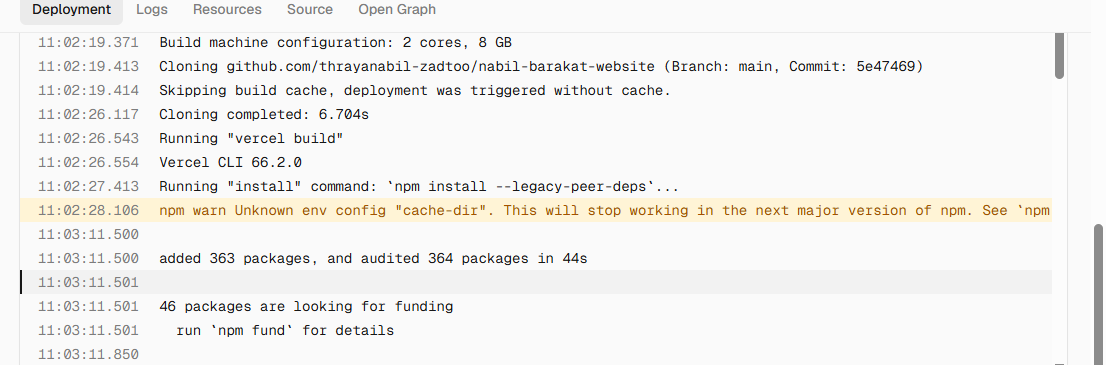 Deployment Logs Resources Source Open Graph
11:02:19.371 Build machine configuration: 2 cores, 8 GB
11:02:19.413 Cloning github.com/thrayanabil-zadtoo/nabil-barakat-website (Branch: main, Commit: 5e47469)
11:02:19.414 Skipping build cache, deployment was triggered without cache.
11:02:26.117 Cloning completed: 6.704s
11:02:26.543 Running "vercel build"
11:02:26.554 Vercel CLI 66.2.0
11:02:27.413 Running "install" command: `npm install --legacy-peer-deps`...
11:02:28.106 npm warn Unknown env config "cache-dir". This will stop working in the next major version of npm. See `npm
11:03:11.500
11:03:11.500 added 363 packages, and audited 364 packages in 44s
11:03:11.501
11:03:11.501 46 packages are looking for funding
11:03:11.501 run `npm fund` for details
11:03:11.850